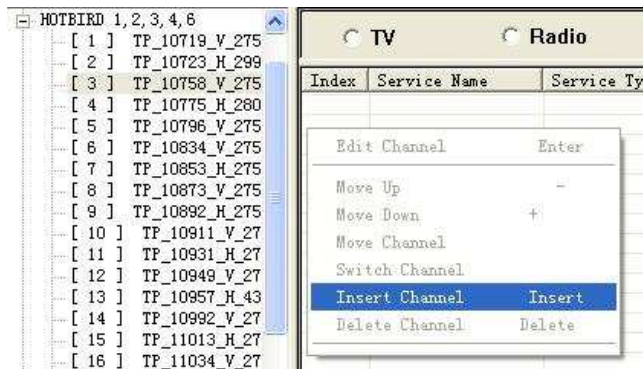 HOTBIRD 1,2,3,4,6
[ 1 ] TP_10719_V_275
[ 2 ] TP_10723_H_299
[ 3 ] TP_10758_V_275
[ 4 ] TP_10775_H_280
[ 5 ] TP_10796_V_275
[ 6 ] TP_10834_V_275
[ 7 ] TP_10853_H_275
[ 8 ] TP_10873_V_275
[ 9 ] TP_10892_H_275
[ 10 ] TP_10911_V_27
[ 11 ] TP_10931_H_27
[ 12 ] TP_10949_V_27
[ 13 ] TP_10957_H_43
[ 14 ] TP_10992_V_27
[ 15 ] TP_11013_H_27
[ 16 ] TP_11034_V_27
TV Radio
Index Service Name Service Ty
Edit Channel Enter
Move Up -
Move Down +
Move Channel
Switch Channel
Insert Channel Insert
Delete Channel Delete